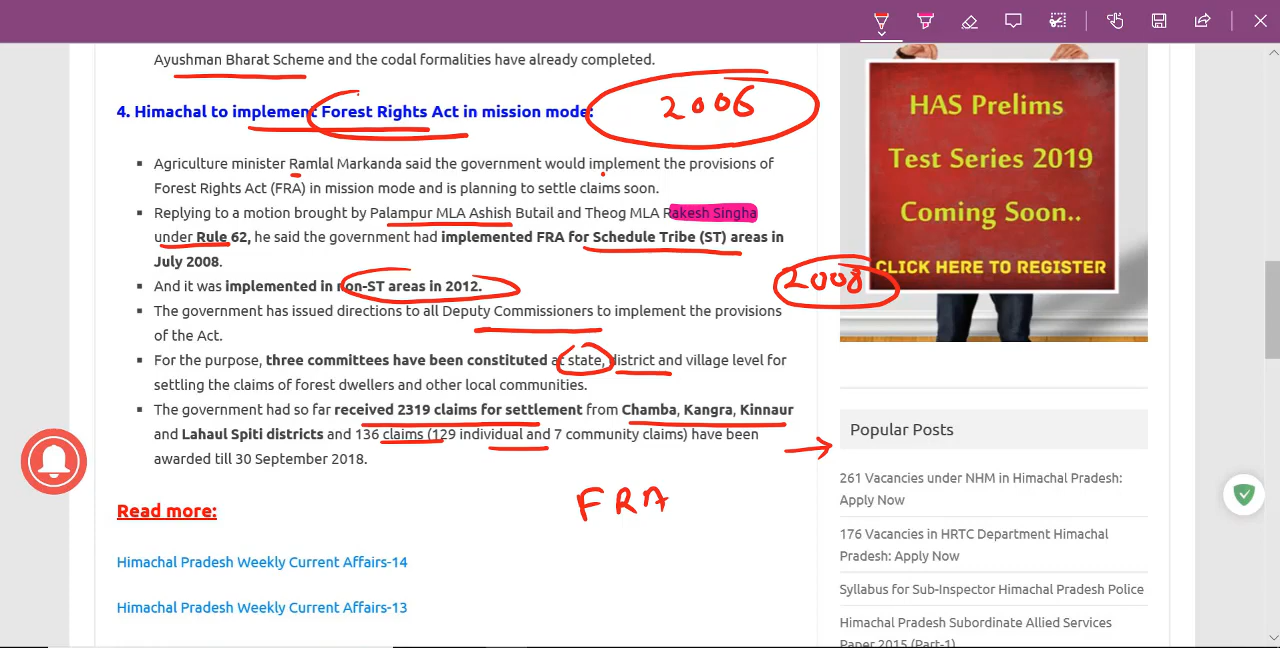 Ayushman Bharat Scheme and the codal formalities have already completed.
4. Himachal to implement Forest Rights Act in mission mode:
2006
Agriculture minister Ramlal Markanda said the government would implement the provisions of
Forest Rights Act (FRA) in mission mode and is planning to settle claims soon.
Replying to a motion brought by Palampur MLA Ashish Butail and Theog MLA Rakesh Singha
under Rule 62, he said the government had implemented FRA for Schedule Tribe (ST) areas in
July 2008.
And it was implemented in non-ST areas in 2012.
2008
The government has issued directions to all Deputy Commissioners to implement the provisions
of the Act.
For the purpose, three committees have been constituted at state, district and village level for
settling the claims of forest dwellers and other local communities.
The government had so far received 2319 claims for settlement from Chamba, Kangra, Kinnaur
and Lahaul Spiti districts and 136 claims (129 individual and 7 community claims) have been
awarded till 30 September 2018.
FRA
Read more:
Himachal Pradesh Weekly Current Affairs-14
Himachal Pradesh Weekly Current Affairs-13
HAS Prelims
Test Series 2019
Coming Soon..
CLICK HERE TO REGISTER
Popular Posts
261 Vacancies under NHM in Himachal Pradesh:
Apply Now
176 Vacancies in HRTC Department Himachal
Pradesh: Apply Now
Syllabus for Sub-Inspector Himachal Pradesh Police
Himachal Pradesh Subordinate Allied Services
Paper 2015 (Part-1)